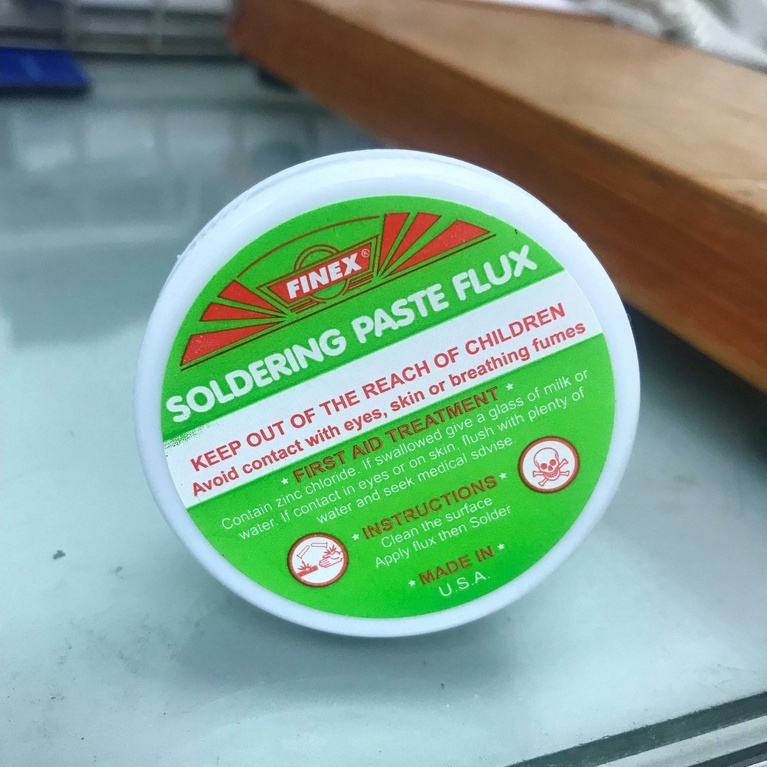 FINEX®
SOLDERING PASTE FLUX
KEEP OUT OF THE REACH OF CHILDREN
Avoid contact with eyes, skin or breathing fumes
* FIRST AID TREATMENT *
Contain zinc chloride. If swallowed give a glass of milk or
water. If contact in eyes or on skin, flush with plenty of
water and seek medical sdvise
* INSTRUCTIONS *
Clean the surface
Apply flux then Solder
* MADE IN *
U.S.A.